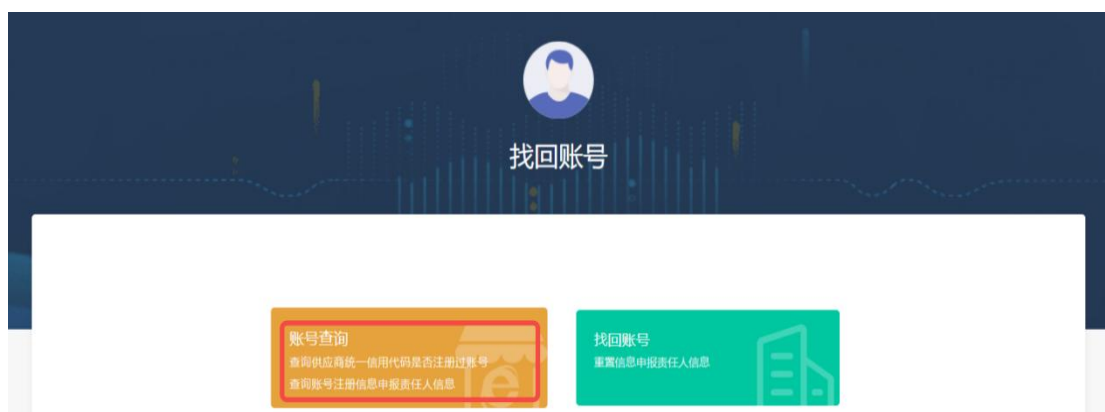 找回账号
账号查询
查询供应商统一信用代码是否注册过账号
查询账号注册信息申报责任人信息
找回账号
重置信息申报责任人信息